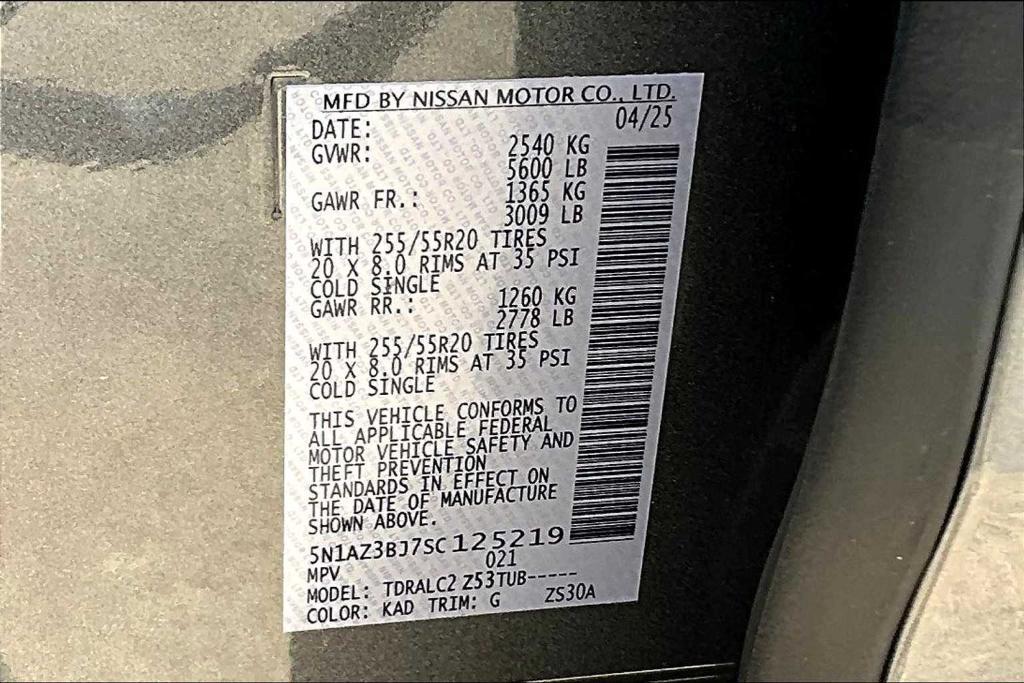 MFD BY NISSAN MOTOR CO., LTD.
DATE: 04/25
GVWR: 2540 KG
5600 LB
GAWR FR.: 1365 KG
3009 LB
WITH 255/55R20 TIRES
20 X 8.0 RIMS AT 35 PSI
COLD SINGLE
GAWR RR.: 1260 KG
2778 LB
WITH 255/55R20 TIRES
20 X 8.0 RIMS AT 35 PSI
COLD SINGLE
THIS VEHICLE CONFORMS TO
ALL APPLICABLE FEDERAL
MOTOR VEHICLE SAFETY AND
THEFT PREVENTION
STANDARDS IN EFFECT ON
THE DATE OF MANUFACTURE
SHOWN ABOVE.
5N1AZ3BJ7SC125219
MPV 021
MODEL: TDRALC2 Z53TUB-----
COLOR: KAD TRIM: G ZS30A